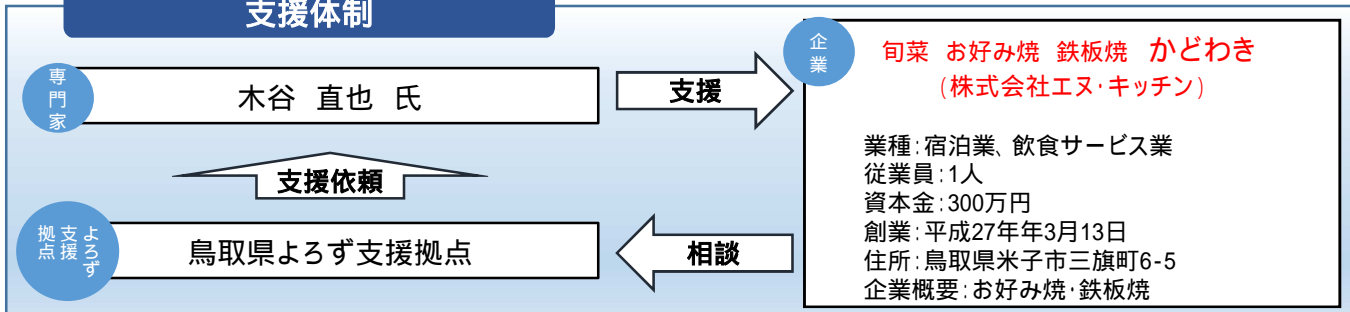 支援体制
専門家
木谷 直也 氏
支援
支援依頼
よろず支援拠点
鳥取県よろず支援拠点
相談
企業
旬菜 お好み焼 鉄板焼 かどわき
(株式会社エヌ・キッチン)
業種:宿泊業、飲食サービス業
従業員:1人
資本金:300万円
創業:平成27年年3月13日
住所:鳥取県米子市三旗町6-5
企業概要:お好み焼・鉄板焼